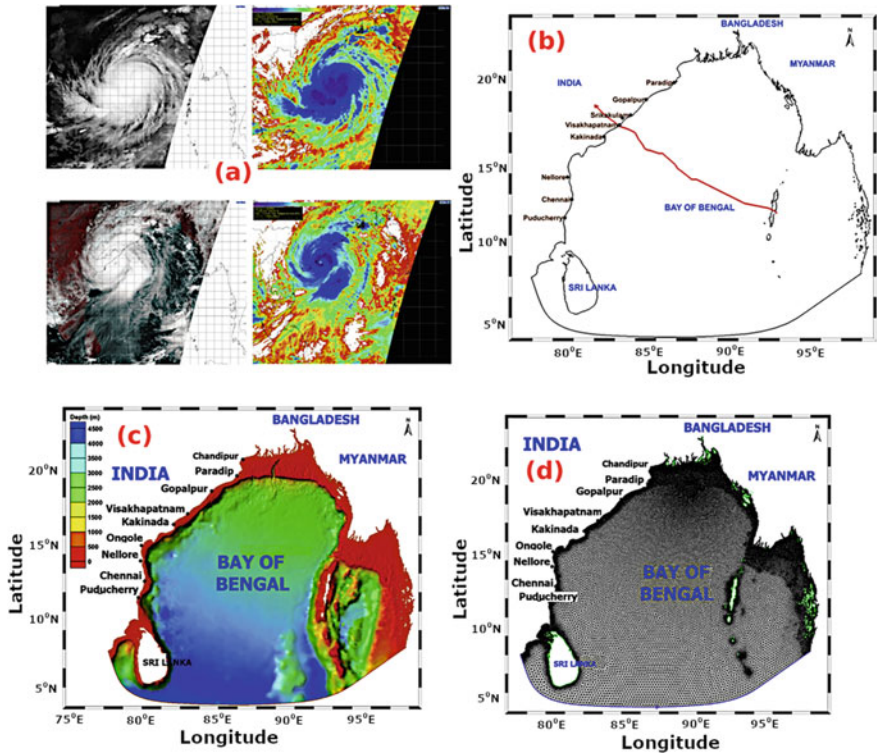 (a)
(b)
BANGLADESH
N
MYANMAR
INDIA
Paradip
Gopalpur
Srikakulam
Visakhapatnam
Kakinada
Nellore
Chennai
Puducherry
BAY OF BENGAL
SRI LANKA
20°N
15°N
10°N
5°N
Latitude
80°E
85°E
90°E
95°E
Longitude
(c)
Depth (m)
4500
4000
3500
3000
2500
2000
1500
1000
500
0
BANGLADESH
N
MYANMAR
INDIA
Chandipur
Paradip
Gopalpur
Visakhapatnam
Kakinada
Ongole
Nellore
Chennai
Puducherry
BAY OF
BENGAL
SRI LANKA
20°N
15°N
10°N
5°N
Latitude
75°E
80°E
85°E
90°E
95°E
Longitude
INDIA
(d)
BANGLADESH
N
MYANMAR
Chandipur
Paradip
Gopalpur
Visakhapatnam
Kakinada
Ongole
Nellore
Chennai
Puducherry
BAY OF
BENGAL
SRI LANKA
20°N
15°N
10°N
5°N
Latitude
80°E
85°E
90°E
95°E
Longitude